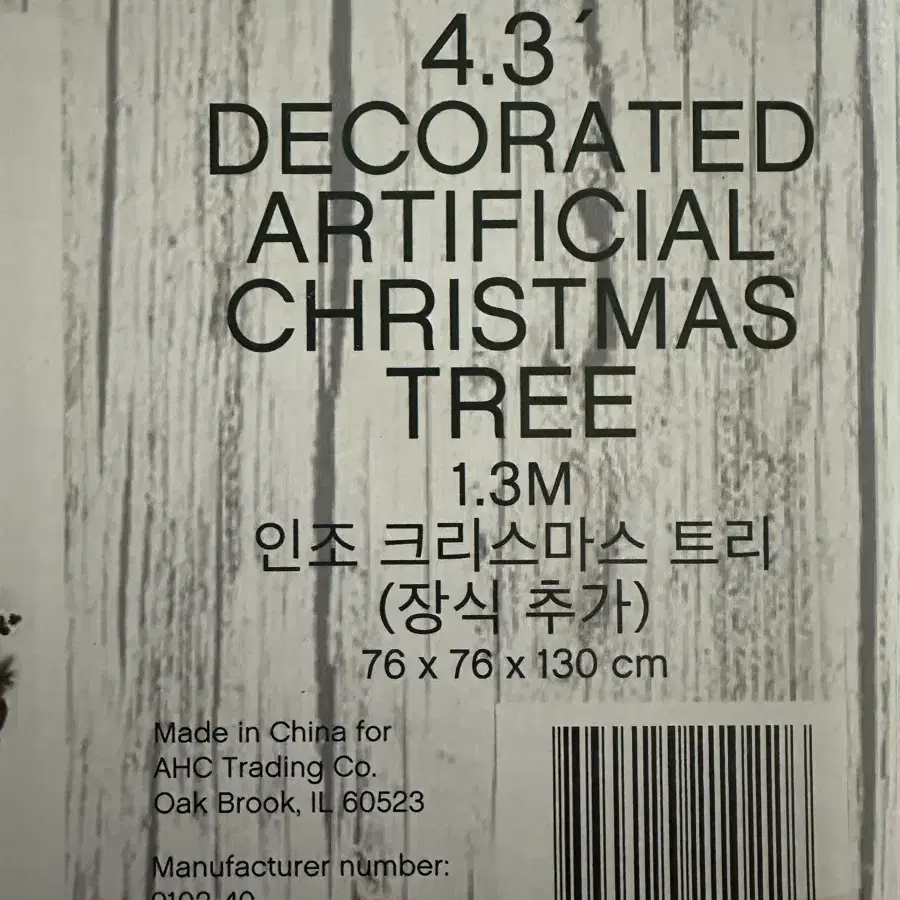 4.3´
DECORATED
ARTIFICIAL
CHRISTMAS
TREE
1.3M
인조 크리스마스 트리
(장식 추가)
76 x 76 x 130 cm
Made in China for
AHC Trading Co.
Oak Brook, IL 60523
Manufacturer number: